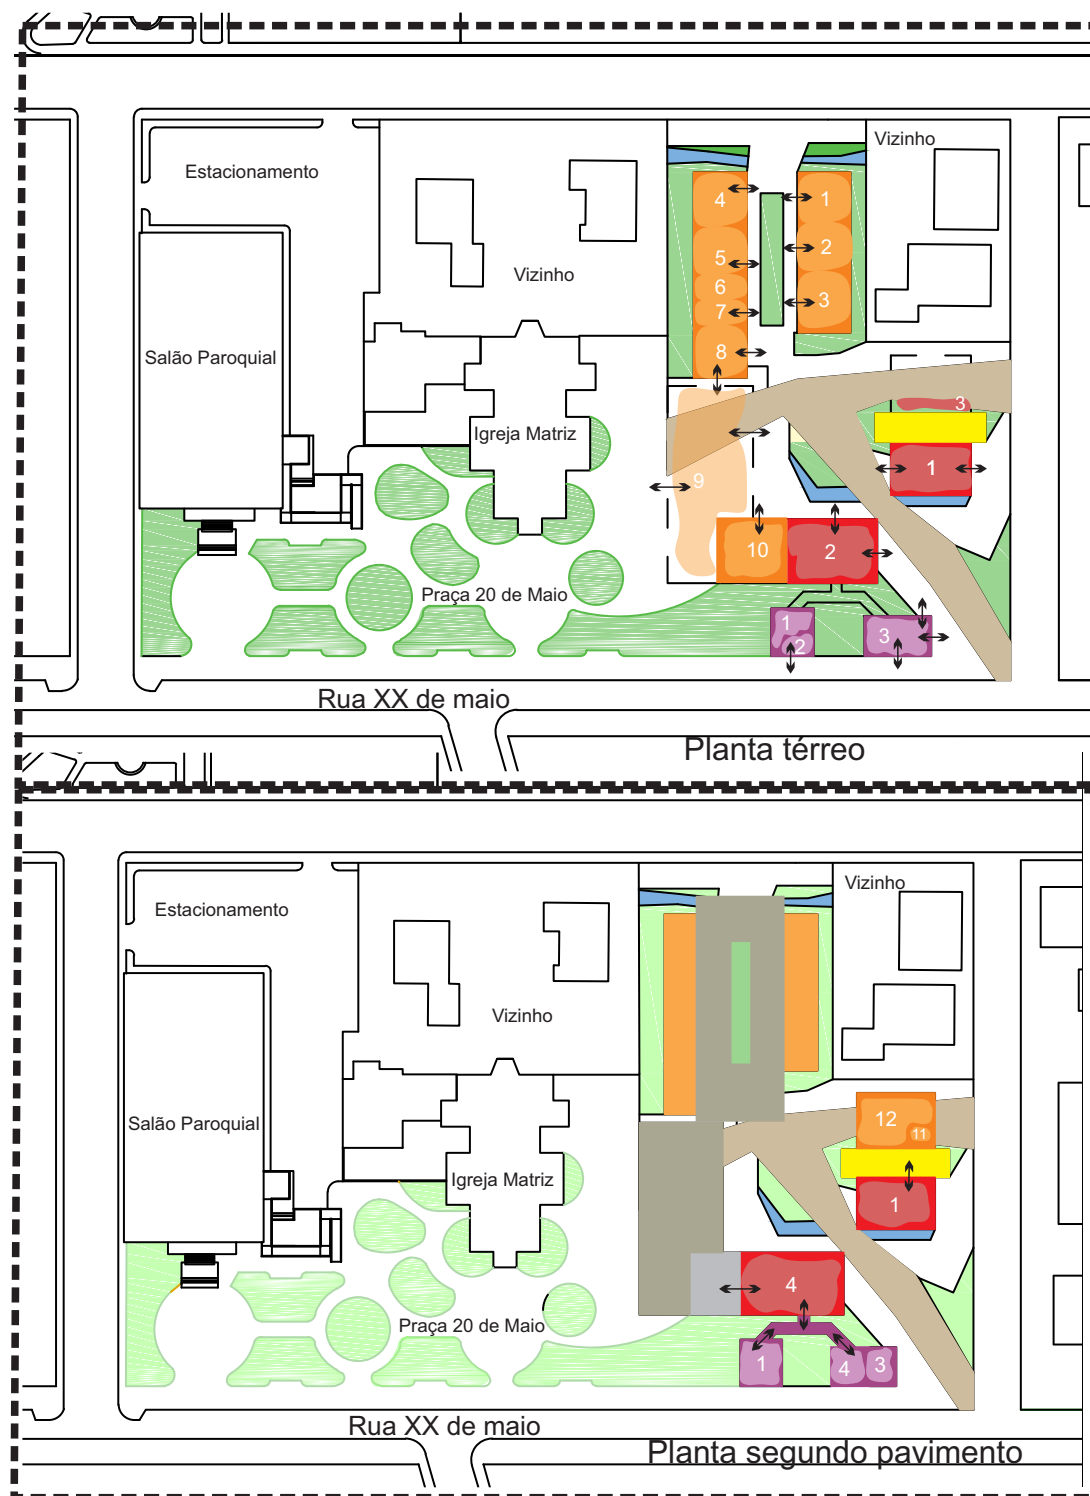 Vizinho
Estacionamento
4
1
5
2
6
7
3
8
Vizinho
Salão Paroquial
3
Igreja Matriz
1
9
10
2
Praça 20 de Maio
1
2
3
Rua XX de maio
Planta térreo
Vizinho
Estacionamento
Vizinho
12
11
Salão Paroquial
Igreja Matriz
1
4
Praça 20 de Maio
1
4
3
Rua XX de maio
Planta segundo pavimento